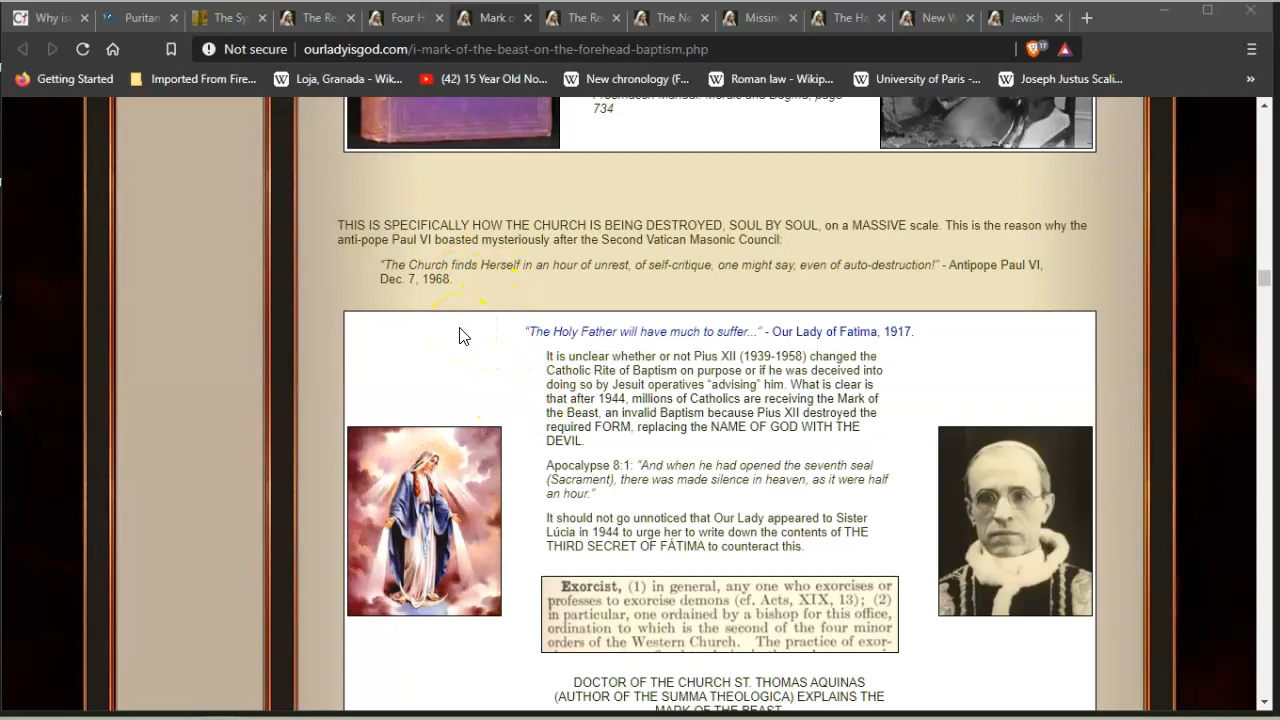 Why is
Puritan
The Sy
The Re
Four H
Mark o
The Re
The Ne
Missin
The Ha
New W
Jewish
Not secure
ourladyisgod.com/i-mark-of-the-beast-on-the-forehead-baptism.php
17
Getting Started
Imported From Fire...
Loja, Granada - Wik...
(42) 15 Year Old No...
New chronology (F...
Roman law - Wikip...
University of Paris -...
Joseph Justus Scali...
»
734
THIS IS SPECIFICALLY HOW THE CHURCH IS BEING DESTROYED, SOUL BY SOUL, on a MASSIVE scale. This is the reason why the
anti-pope Paul VI boasted mysteriously after the Second Vatican Masonic Council:
“The Church finds Herself in an hour of unrest, of self-critique, one might say, even of auto-destruction!” - Antipope Paul VI,
Dec. 7, 1968.
“The Holy Father will have much to suffer...” - Our Lady of Fatima, 1917.
It is unclear whether or not Pius XII (1939-1958) changed the
Catholic Rite of Baptism on purpose or if he was deceived into
doing so by Jesuit operatives “advising” him. What is clear is
that after 1944, millions of Catholics are receiving the Mark of
the Beast, an invalid Baptism because Pius XII destroyed the
required FORM, replacing the NAME OF GOD WITH THE
DEVIL.
Apocalypse 8:1: “And when he had opened the seventh seal
(Sacrament), there was made silence in heaven, as it were half
an hour.”
It should not go unnoticed that Our Lady appeared to Sister
Lúcia in 1944 to urge her to write down the contents of THE
THIRD SECRET OF FÁTIMA to counteract this.
Exorcist, (1) in general, any one who exorcises or
professes to exorcise demons (cf. Acts, XIX, 13); (2)
in particular, one ordained by a bishop for this office,
ordination to which is the second of the four minor
orders of the Western Church. The practice of exor-
DOCTOR OF THE CHURCH ST. THOMAS AQUINAS
(AUTHOR OF THE SUMMA THEOLOGICA) EXPLAINS THE
MARK OF THE BEAST